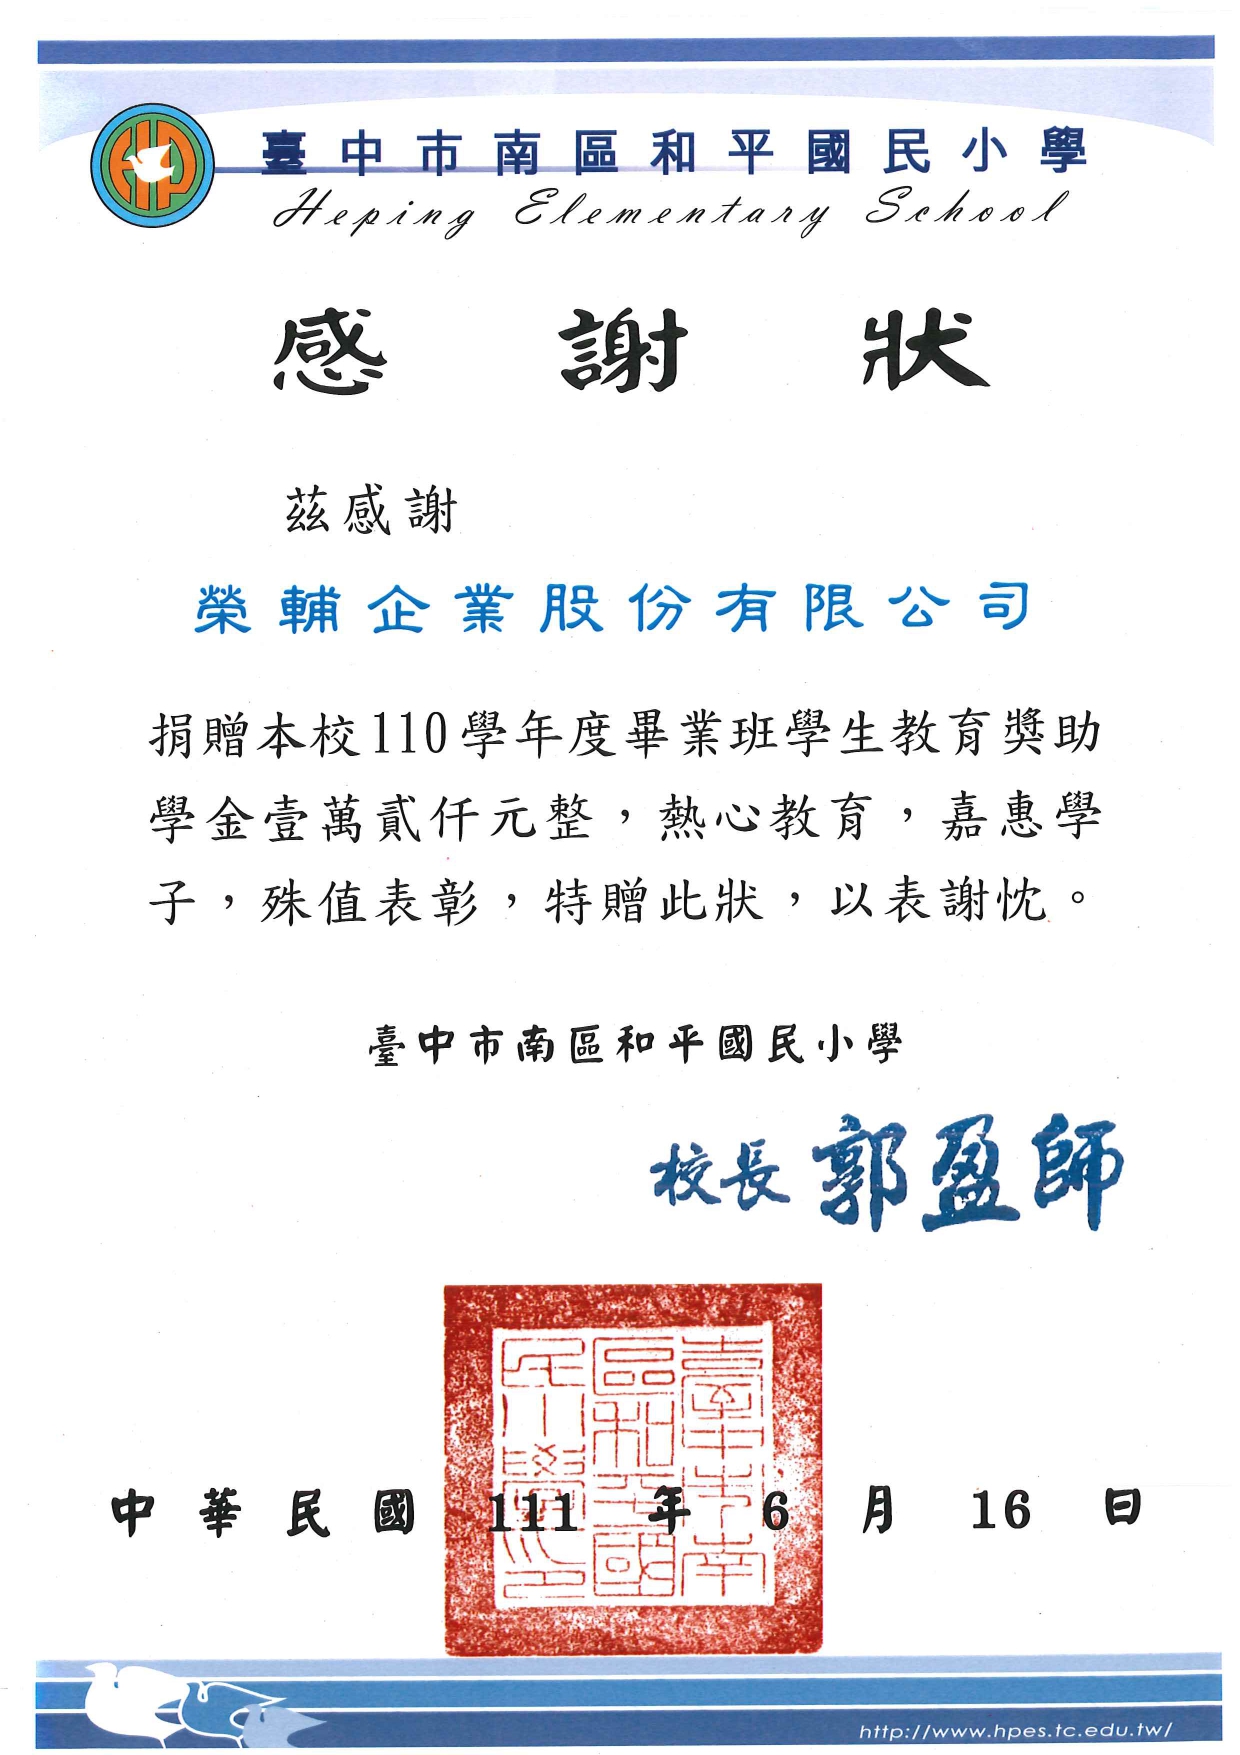 臺中市南區和平國民小學
Heping Elementary School
感謝狀
茲感謝
榮輔企業股份有限公司
捐贈本校110學年度畢業班學生教育獎助
學金壹萬貳仟元整,熱心教育,嘉惠學
子,殊值表彰,特贈此狀,以表謝忱。
臺中市南區和平國民小學
校長 郭盈師
臺中市南
區和平國
民小學印
中華民國 111 年 6 月 16 日
http://www.hpes.tc.edu.tw/